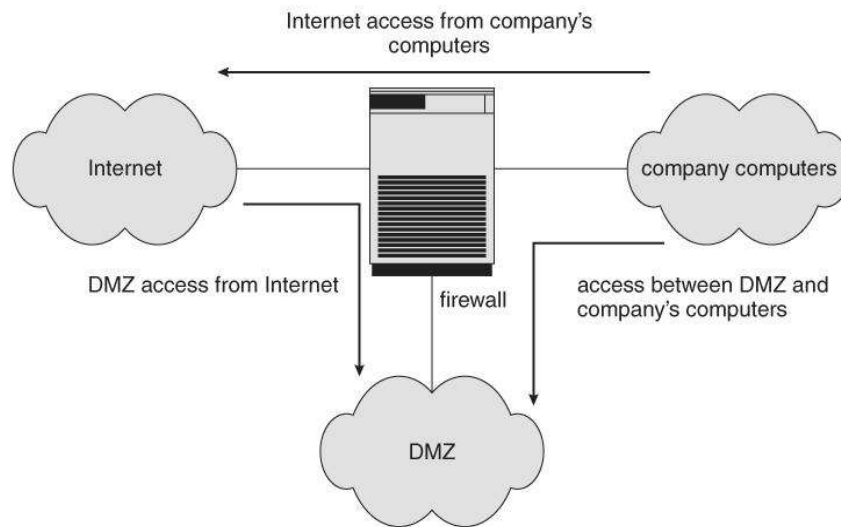 Internet access from company’s
computers
Internet
company computers
DMZ access from Internet
firewall
access between DMZ and
company’s computers
DMZ